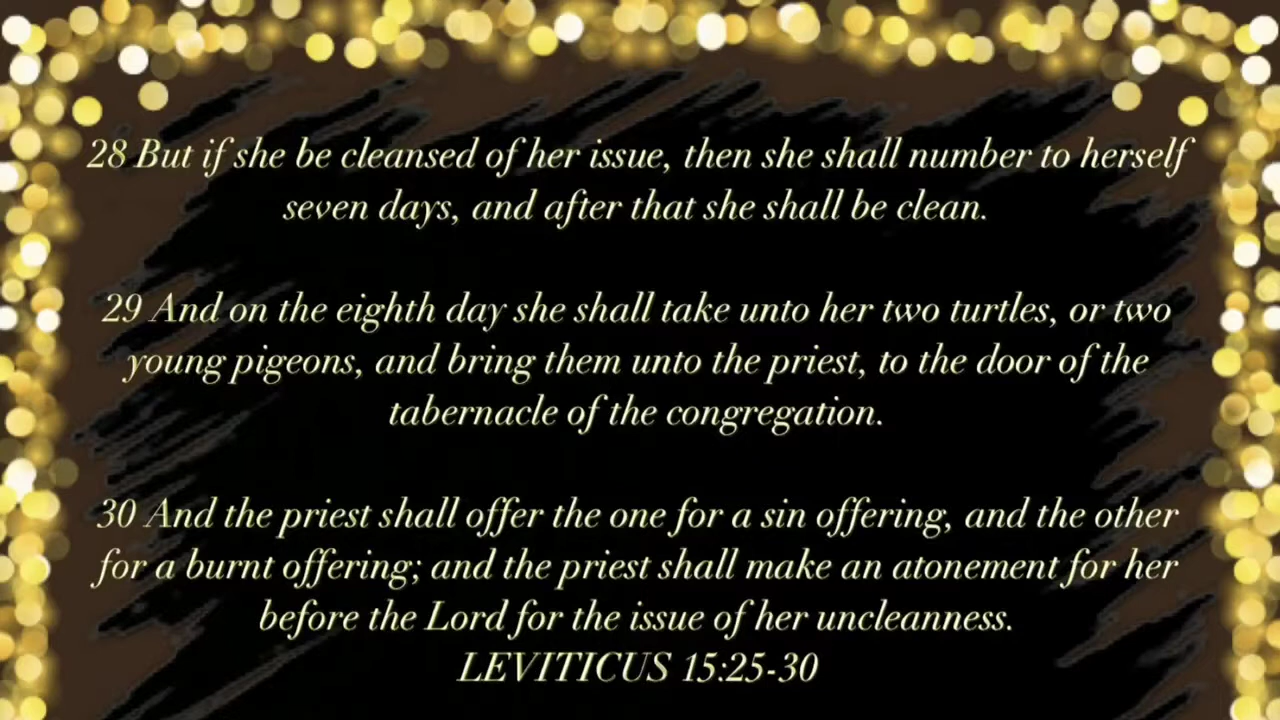 28 But if she be cleansed of her issue, then she shall number to herself
seven days, and after that she shall be clean.
29 And on the eighth day she shall take unto her two turtles, or two
young pigeons, and bring them unto the priest, to the door of the
tabernacle of the congregation.
30 And the priest shall offer the one for a sin offering, and the other
for a burnt offering; and the priest shall make an atonement for her
before the Lord for the issue of her uncleanness.
LEVITICUS 15:25-30